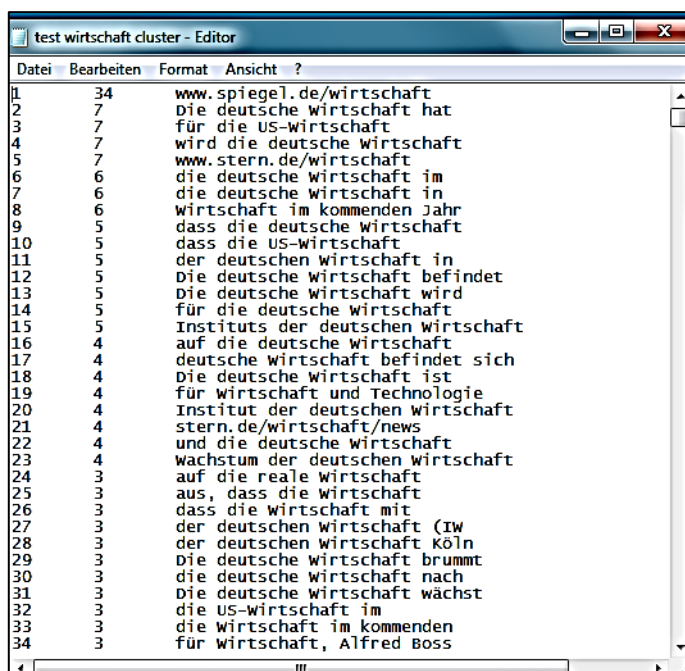 test wirtschaft cluster - Editor
Datei Bearbeiten Format Ansicht ?
1 34 www.spiegel.de/wirtschaft
2 7 Die deutsche Wirtschaft hat
3 7 für die US-Wirtschaft
4 7 wird die deutsche Wirtschaft
5 7 www.stern.de/wirtschaft
6 6 die deutsche Wirtschaft im
7 6 die deutsche Wirtschaft in
8 6 Wirtschaft im kommenden Jahr
9 5 dass die deutsche Wirtschaft
10 5 dass die US-Wirtschaft
11 5 der deutschen Wirtschaft in
12 5 Die deutsche Wirtschaft befindet
13 5 Die deutsche Wirtschaft wird
14 5 für die deutsche Wirtschaft
15 5 Instituts der deutschen Wirtschaft
16 4 auf die deutsche Wirtschaft
17 4 deutsche Wirtschaft befindet sich
18 4 Die deutsche Wirtschaft ist
19 4 für Wirtschaft und Technologie
20 4 Institut der deutschen Wirtschaft
21 4 stern.de/wirtschaft/news
22 4 und die deutsche Wirtschaft
23 4 Wachstum der deutschen Wirtschaft
24 3 auf die reale Wirtschaft
25 3 aus, dass die Wirtschaft
26 3 dass die Wirtschaft mit
27 3 der deutschen Wirtschaft (IW
28 3 der deutschen Wirtschaft Köln
29 3 Die deutsche Wirtschaft brummt
30 3 die deutsche Wirtschaft nach
31 3 Die deutsche Wirtschaft wächst
32 3 die US-Wirtschaft im
33 3 die Wirtschaft im kommenden
34 3 für Wirtschaft, Alfred Boss